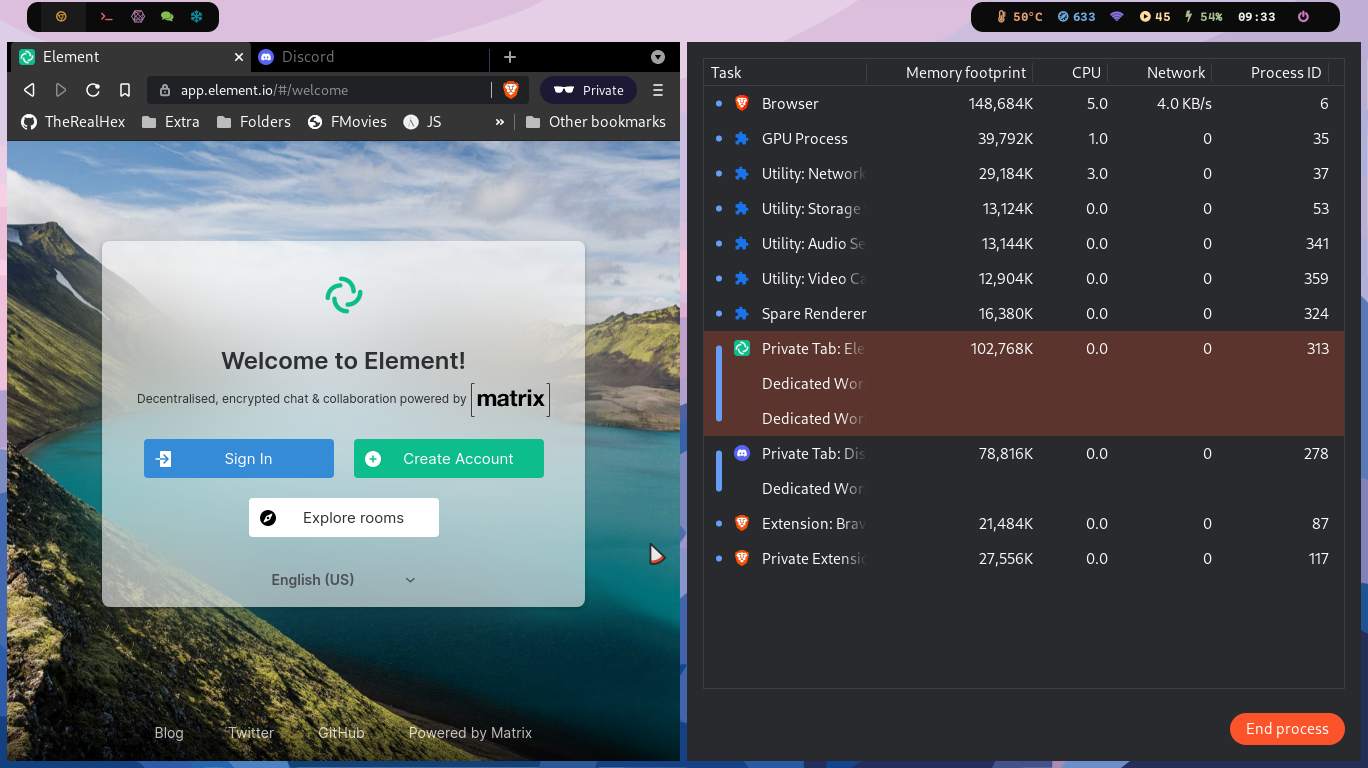 50°C 633 45 54% 09:33
Element
Discord
app.element.io/#/welcome
Private
TheRealHex Extra Folders FMovies JS » Other bookmarks
Welcome to Element!
Decentralised, encrypted chat & collaboration powered by [matrix]
Sign In
Create Account
Explore rooms
English (US)
Blog Twitter GitHub Powered by Matrix
Task Memory footprint CPU Network Process ID
Browser 148,684K 5.0 4.0 KB/s 6
GPU Process 39,792K 1.0 0 35
Utility: Network 29,184K 3.0 0 37
Utility: Storage 13,124K 0.0 0 53
Utility: Audio Se 13,144K 0.0 0 341
Utility: Video Ca 12,904K 0.0 0 359
Spare Renderer 16,380K 0.0 0 324
Private Tab: Ele 102,768K 0.0 0 313
Dedicated Wor
Dedicated Wor
Private Tab: Dis 78,816K 0.0 0 278
Dedicated Wor
Extension: Brav 21,484K 0.0 0 87
Private Extensio 27,556K 0.0 0 117
End process